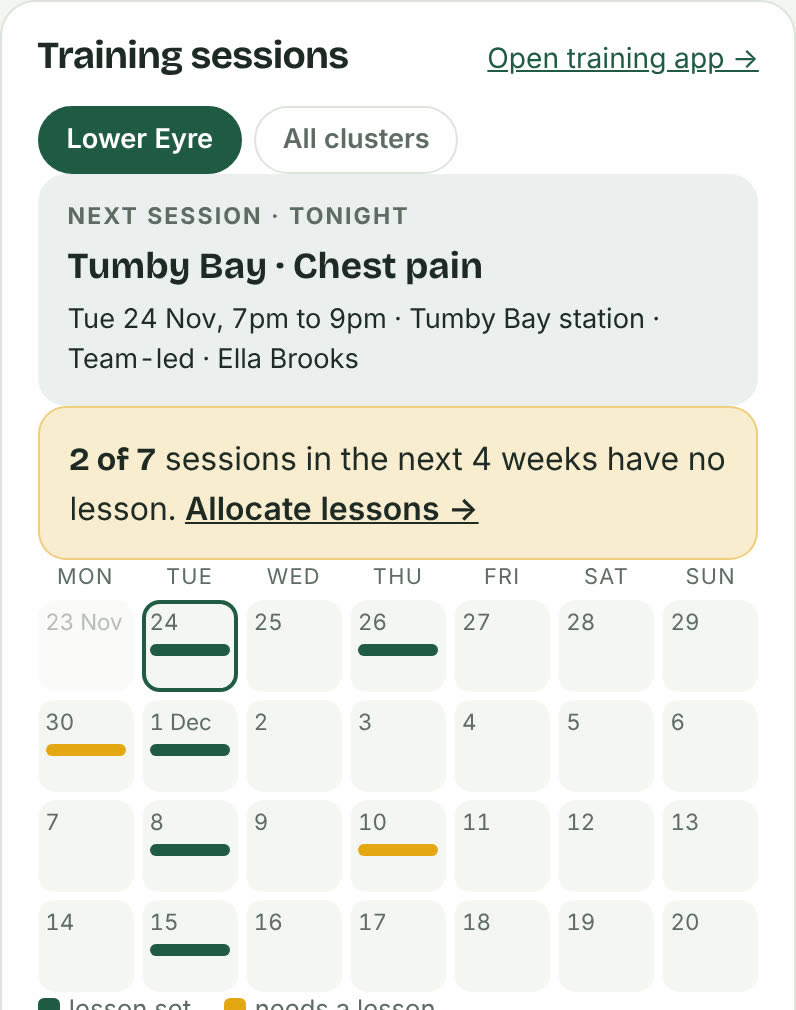 Training sessions
Open training app →
Lower Eyre
All clusters
NEXT SESSION · TONIGHT
Tumby Bay · Chest pain
Tue 24 Nov, 7pm to 9pm · Tumby Bay station ·
Team-led · Ella Brooks
2 of 7 sessions in the next 4 weeks have no
lesson. Allocate lessons →
MON TUE WED THU FRI SAT SUN
23 Nov 24 25 26 27 28 29
30 1 Dec 2 3 4 5 6
7 8 9 10 11 12 13
14 15 16 17 18 19 20
lesson set needs a lesson